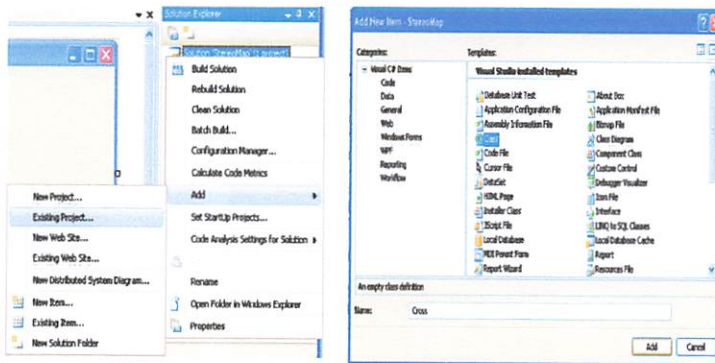 Solution Explorer
Solution 'StereoMap' (1 project)
Build Solution
Rebuild Solution
Clean Solution
Batch Build...
Configuration Manager...
Calculate Code Metrics
Add
Set StartUp Projects...
Code Analysis Settings for Solution
Rename
Open Folder in Windows Explorer
Properties
New Project...
Existing Project...
New Web Site...
Existing Web Site...
New Distributed System Diagram...
New Item...
Existing Item...
New Solution Folder
Add New Item - StereoMap
Categories:
Visual C# Items
Code
Data
General
Web
Windows Forms
WPF
Reporting
Workflow
Templates:
Visual Studio installed templates
Database Unit Test
Application Configuration File
Assembly Information File
Class
Code File
Cursor File
DataSet
HTML Page
Installer Class
JScript File
Local Database
MDI Parent Form
Report Wizard
About Box
Application Manifest File
Bitmap File
Class Diagram
Component Class
Custom Control
Debugger Visualizer
Icon File
Interface
LINQ to SQL Classes
Local Database Cache
Report
Resources File
An empty class definition
Name: Cross
Add Cancel